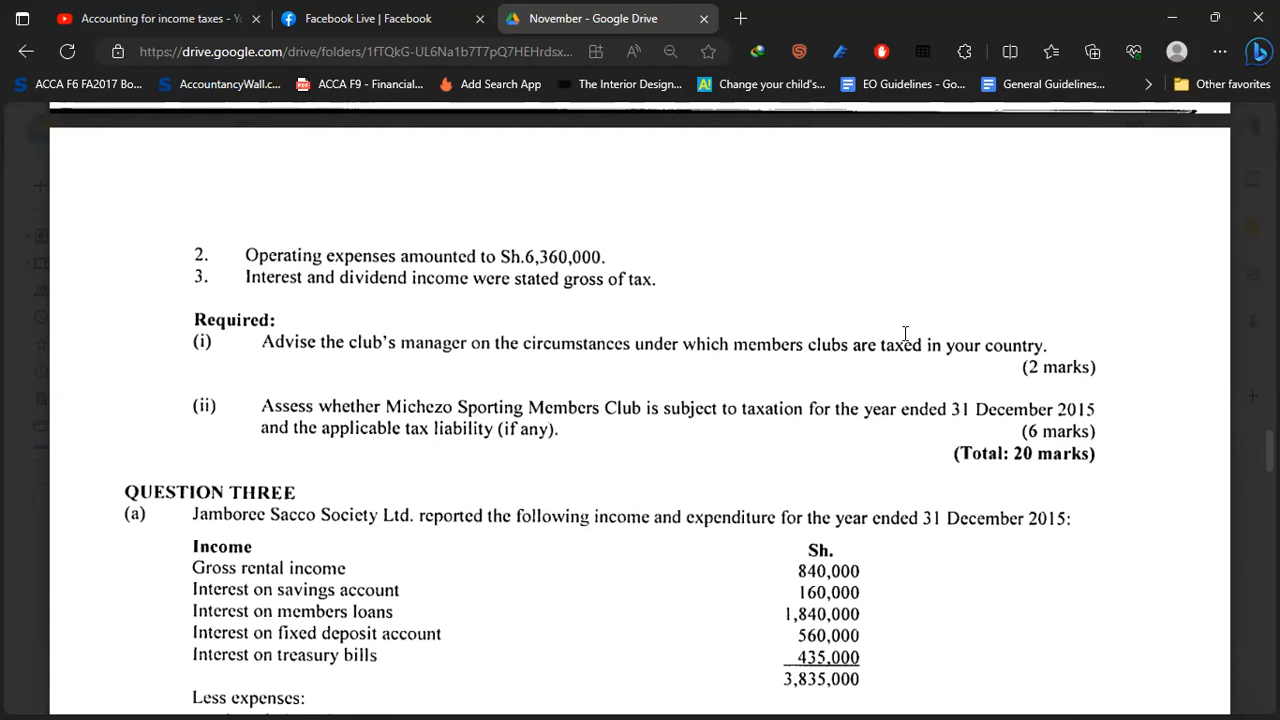 Accounting for income taxes - Yo
Facebook Live | Facebook
November - Google Drive
https://drive.google.com/drive/folders/1fTQkG-UL6Na1b7T7pQ7HEHrdsx...
ACCA F6 FA2017 Bo...
AccountancyWall.c...
ACCA F9 - Financial...
Add Search App
The Interior Design...
Change your child's...
EO Guidelines - Go...
General Guidelines...
Other favorites
2. Operating expenses amounted to Sh.6,360,000.
3. Interest and dividend income were stated gross of tax.
Required:
(i) Advise the club's manager on the circumstances under which members clubs are taxed in your country.
(2 marks)
(ii) Assess whether Michezo Sporting Members Club is subject to taxation for the year ended 31 December 2015
and the applicable tax liability (if any). (6 marks)
(Total: 20 marks)
QUESTION THREE
(a) Jamboree Sacco Society Ltd. reported the following income and expenditure for the year ended 31 December 2015:
Income Sh.
Gross rental income 840,000
Interest on savings account 160,000
Interest on members loans 1,840,000
Interest on fixed deposit account 560,000
Interest on treasury bills 435,000
3,835,000
Less expenses: